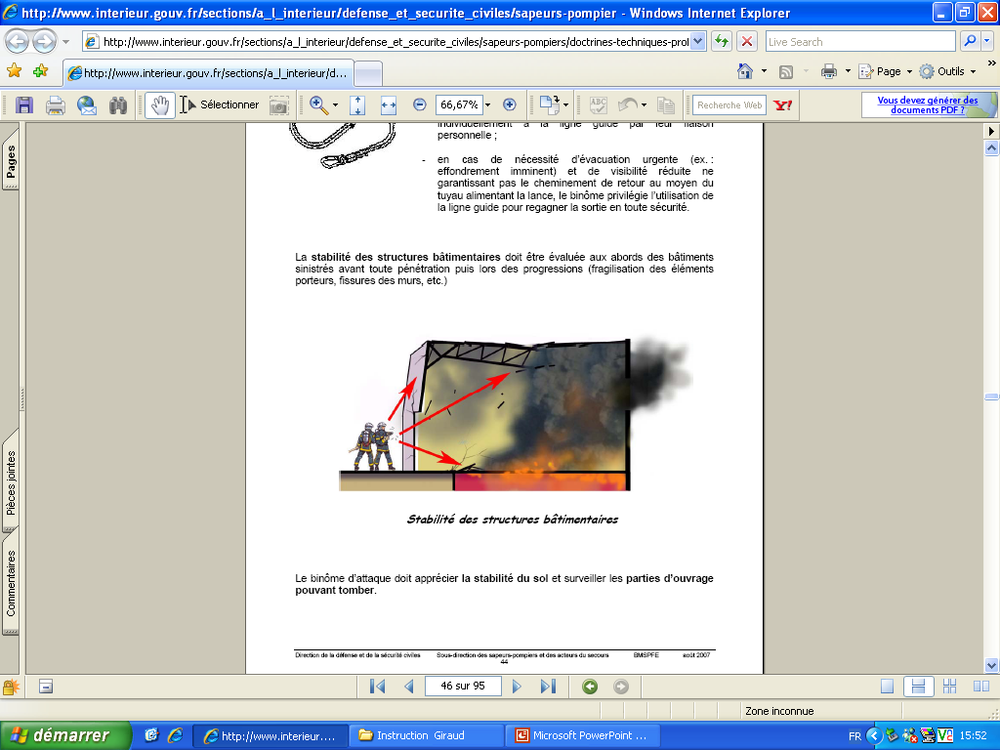 http://www.interieur.gouv.fr/sections/a_l_interieur/defense_et_securite_civiles/sapeurs-pompier - Windows Internet Explorer
http://www.interieur.gouv.fr/sections/a_l_interieur/defense_et_securite_civiles/sapeurs-pompiers/doctrines-techniques-prol
Live Search
http://www.interieur.gouv.fr/sections/a_l_interieur/d...
Page
Outils
Sélectionner
66,67%
Recherche Web
Y!
Vous devez générer des
documents PDF ?
Pages
Pièces jointes
Commentaires
individuellement à la ligne guide par leur liaison
personnelle ;
- en cas de nécessité d'évacuation urgente (ex. :
effondrement imminent) et de visibilité réduite ne
garantissant pas le cheminement de retour au moyen du
tuyau alimentant la lance, le binôme privilégie l'utilisation de
la ligne guide pour regagner la sortie en toute sécurité.
La stabilité des structures bâtimentaires doit être évaluée aux abords des bâtiments
sinistrés avant toute pénétration puis lors des progressions (fragilisation des éléments
porteurs, fissures des murs, etc.)
Stabilité des structures bâtimentaires
Le binôme d'attaque doit apprécier la stabilité du sol et surveiller les parties d'ouvrage
pouvant tomber.
Direction de la défense et de la sécurité civiles Sous-direction des sapeurs-pompiers et des acteurs du secours BMSPFE août 2007
44
46 sur 95
Zone inconnue
démarrer
http://www.interieur....
Instruction Giraud
Microsoft PowerPoint ...
FR
15:52